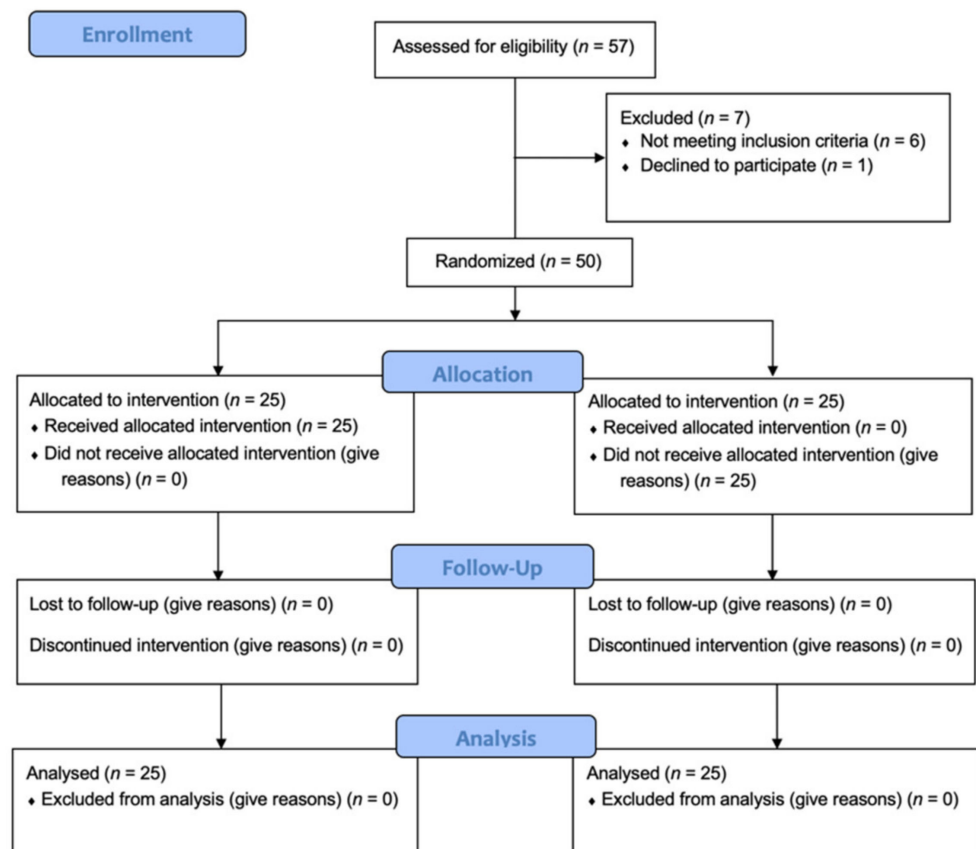 Enrollment
Assessed for eligibility (n = 57)
Excluded (n = 7)
♦ Not meeting inclusion criteria (n = 6)
♦ Declined to participate (n = 1)
Randomized (n = 50)
Allocation
Allocated to intervention (n = 25)
♦ Received allocated intervention (n = 25)
♦ Did not receive allocated intervention (give
reasons) (n = 0)
Allocated to intervention (n = 25)
♦ Received allocated intervention (n = 0)
♦ Did not receive allocated intervention (give
reasons) (n = 25)
Follow-Up
Lost to follow-up (give reasons) (n = 0)
Discontinued intervention (give reasons) (n = 0)
Lost to follow-up (give reasons) (n = 0)
Discontinued intervention (give reasons) (n = 0)
Analysis
Analysed (n = 25)
♦ Excluded from analysis (give reasons) (n = 0)
Analysed (n = 25)
♦ Excluded from analysis (give reasons) (n = 0)